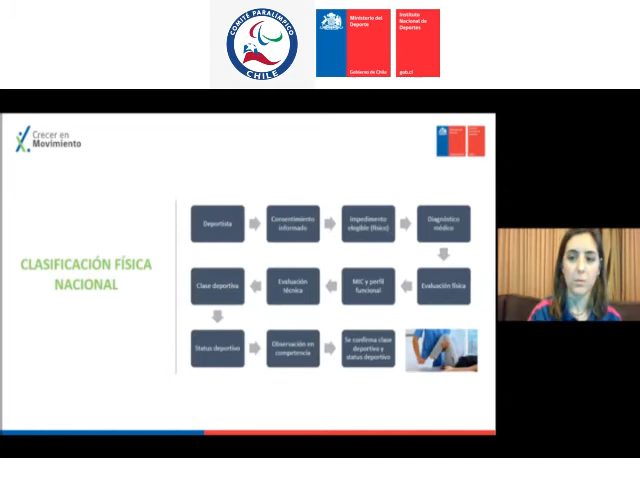 COMITÉ PARALÍMPICO
CHILE
Ministerio del
Deporte
Gobierno de Chile
Instituto
Nacional de
Deportes
gob.cl
Crecer en
Movimiento
CLASIFICACIÓN FÍSICA
NACIONAL
Deportista
Consentimiento
informado
Impedimento
elegible (físico)
Diagnóstico
médico
Clase deportiva
Evaluación
técnica
MIC y perfil
funcional
Evaluación física
Status deportivo
Observación en
competencia
Se confirma clase
deportiva y
status deportivo